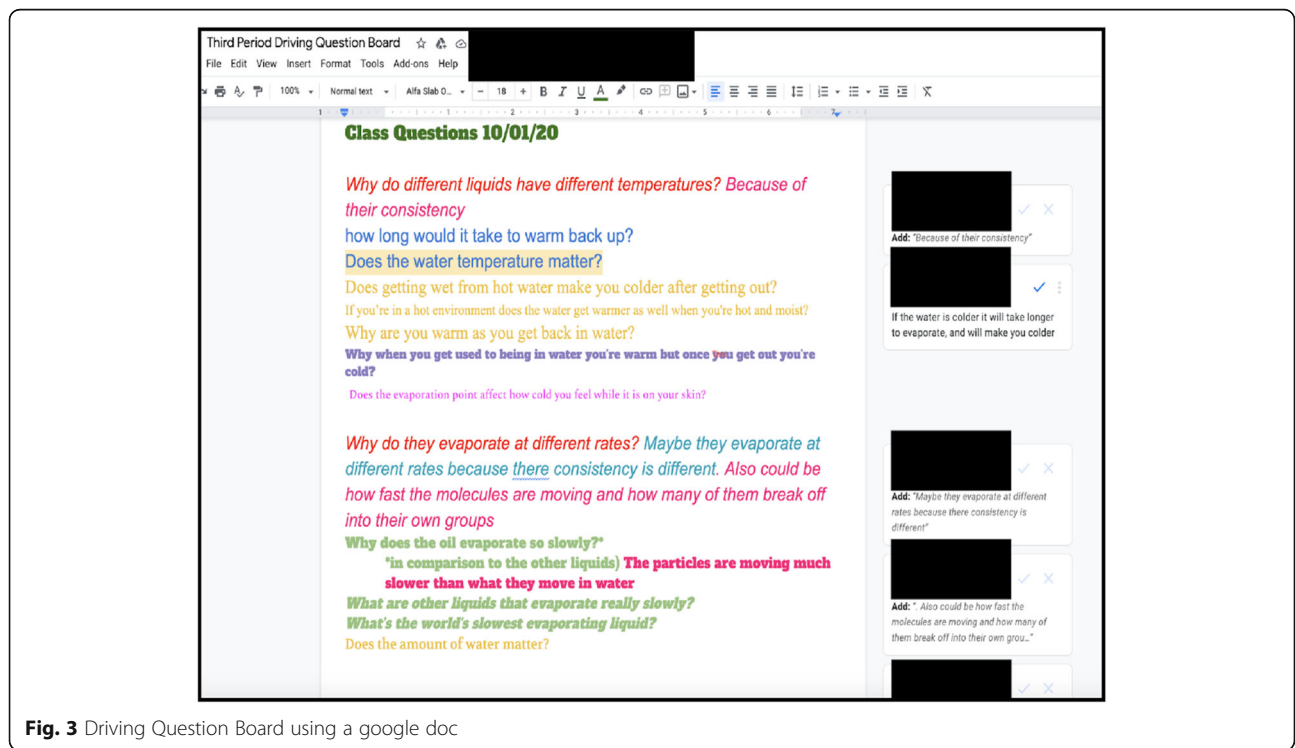 Third Period Driving Question Board
File Edit View Insert Format Tools Add-ons Help
100% Normal text Alfa Slab O... − 18 + B I U A
1 1 2 3 4 5 6 7
Class Questions 10/01/20
Why do different liquids have different temperatures? Because of
their consistency
how long would it take to warm back up?
Does the water temperature matter?
Does getting wet from hot water make you colder after getting out?
If you're in a hot environment does the water get warmer as well when you're hot and moist?
Why are you warm as you get back in water?
Why when you get used to being in water you're warm but once you get out you're
cold?
Does the evaporation point affect how cold you feel while it is on your skin?
Why do they evaporate at different rates? Maybe they evaporate at
different rates because there consistency is different. Also could be
how fast the molecules are moving and how many of them break off
into their own groups
Why does the oil evaporate so slowly?*
*in comparison to the other liquids) The particles are moving much
slower than what they move in water
What are other liquids that evaporate really slowly?
What's the world's slowest evaporating liquid?
Does the amount of water matter?
Add: "Because of their consistency"
If the water is colder it will take longer
to evaporate, and will make you colder
Add: "Maybe they evaporate at different
rates because there consistency is
different"
Add: ". Also could be how fast the
molecules are moving and how many of
them break off into their own grou..."
Fig. 3 Driving Question Board using a google doc